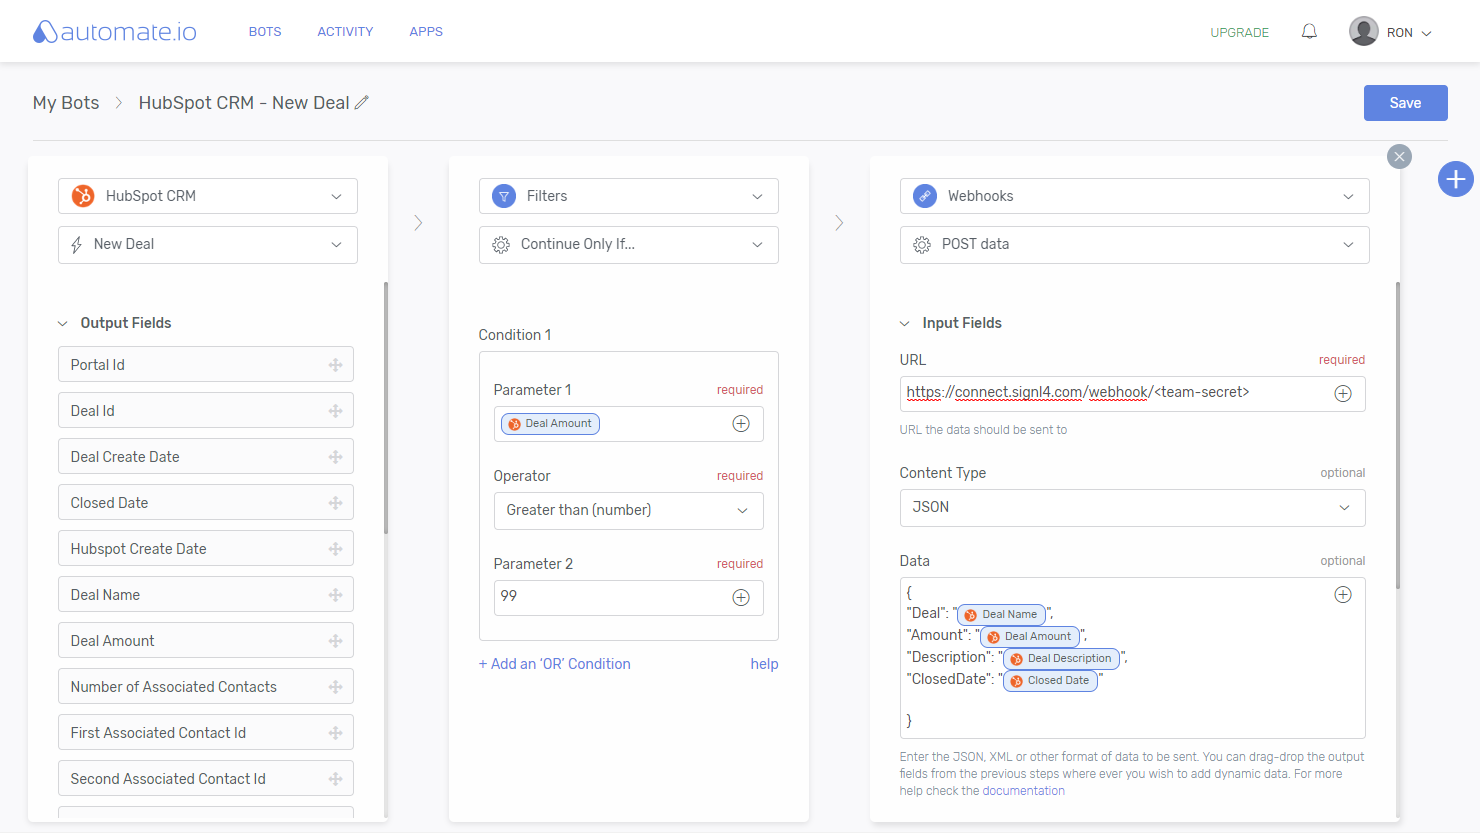 automate.io
BOTS
ACTIVITY
APPS
UPGRADE
RON
My Bots
HubSpot CRM - New Deal
Save
HubSpot CRM
New Deal
Output Fields
Portal Id
Deal Id
Deal Create Date
Closed Date
Hubspot Create Date
Deal Name
Deal Amount
Number of Associated Contacts
First Associated Contact Id
Second Associated Contact Id
Filters
Continue Only If...
Condition 1
Parameter 1 required
Deal Amount
Operator required
Greater than (number)
Parameter 2 required
99
+ Add an ‘OR’ Condition help
Webhooks
POST data
Input Fields
URL required
https://connect.signl4.com/webhook/<team-secret>
URL the data should be sent to
Content Type optional
JSON
Data optional
{
"Deal": "Deal Name",
"Amount": "Deal Amount",
"Description": "Deal Description",
"ClosedDate": "Closed Date"
}
Enter the JSON, XML or other format of data to be sent. You can drag-drop the output
fields from the previous steps where ever you wish to add dynamic data. For more
help check the documentation